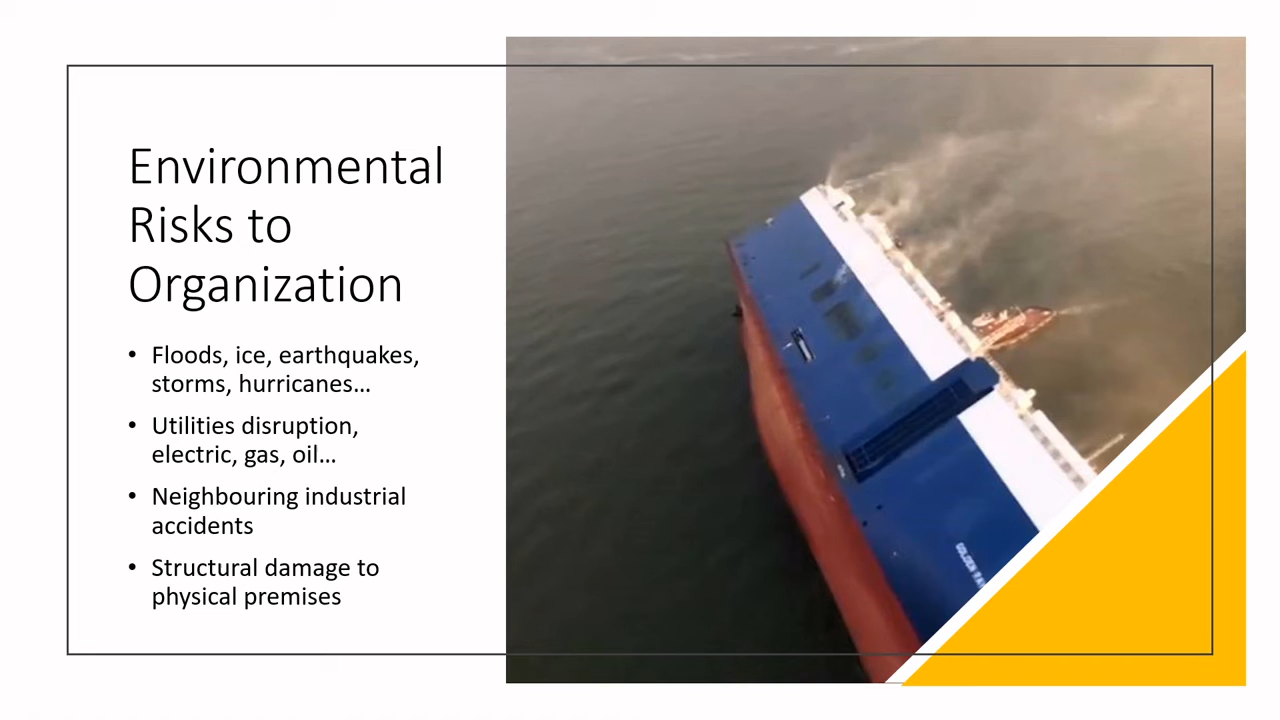 Environmental
Risks to
Organization
• Floods, ice, earthquakes,
storms, hurricanes…
• Utilities disruption,
electric, gas, oil…
• Neighbouring industrial
accidents
• Structural damage to
physical premises
GOLDEN